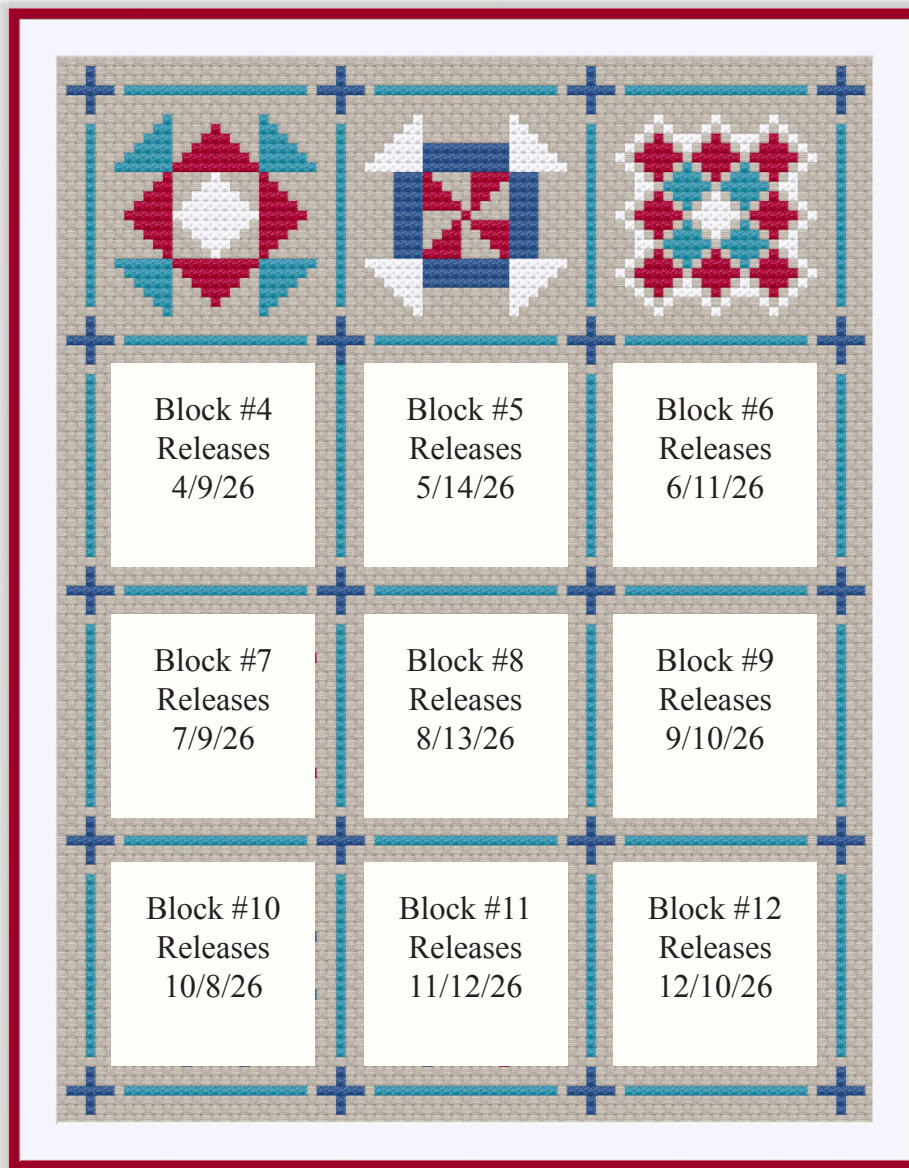 Block #4
Releases
4/9/26
Block #5
Releases
5/14/26
Block #6
Releases
6/11/26
Block #7
Releases
7/9/26
Block #8
Releases
8/13/26
Block #9
Releases
9/10/26
Block #10
Releases
10/8/26
Block #11
Releases
11/12/26
Block #12
Releases
12/10/26